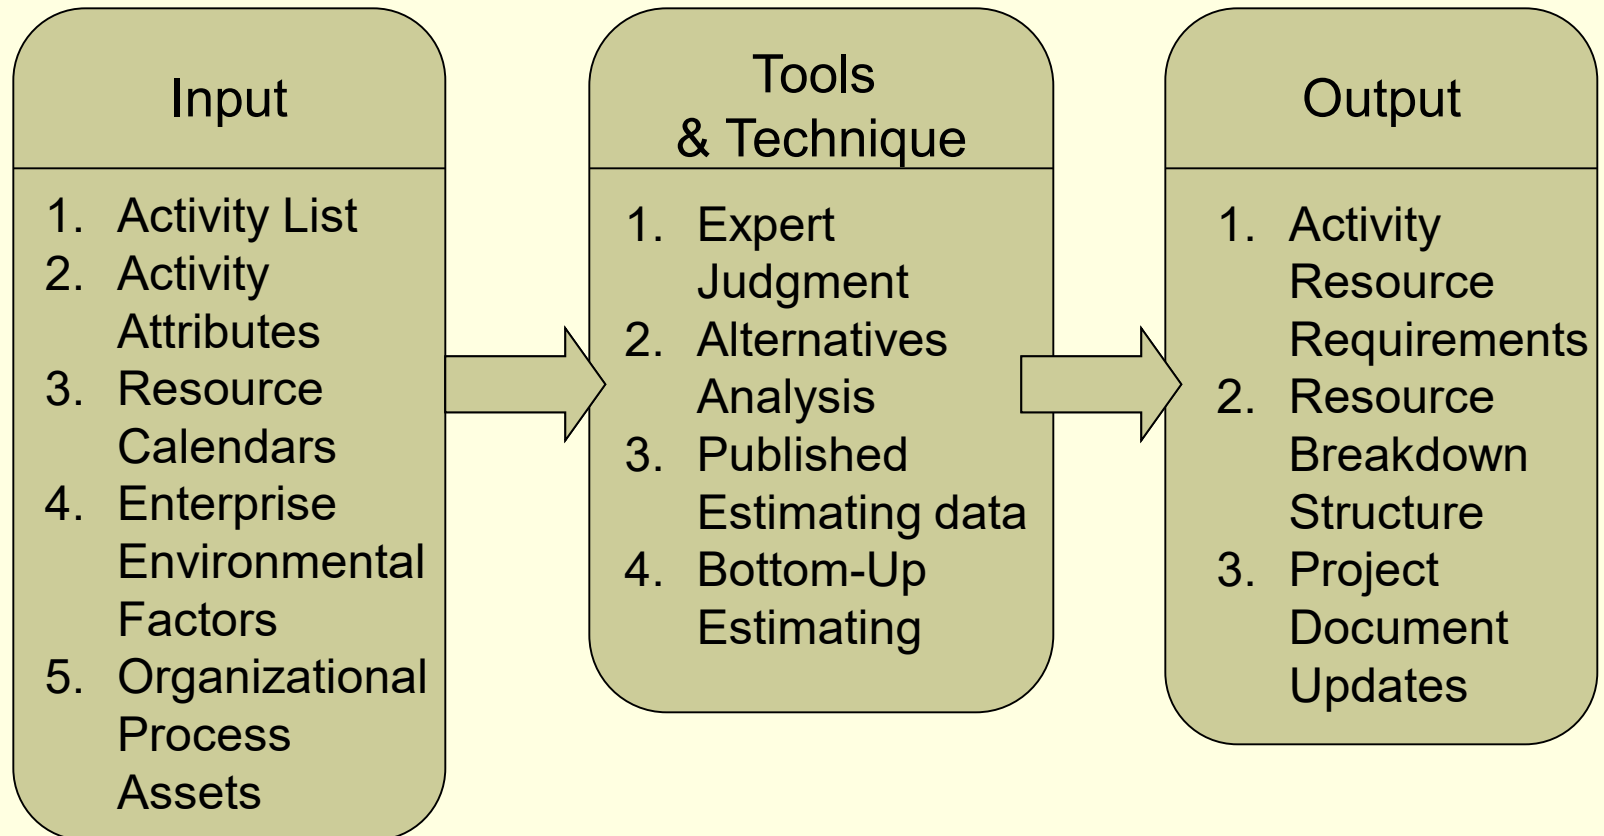 Input
1. Activity List
2. Activity
Attributes
3. Resource
Calendars
4. Enterprise
Environmental
Factors
5. Organizational
Process
Assets
Tools
& Technique
1. Expert
Judgment
2. Alternatives
Analysis
3. Published
Estimating data
4. Bottom-Up
Estimating
Output
1. Activity
Resource
Requirements
2. Resource
Breakdown
Structure
3. Project
Document
Updates